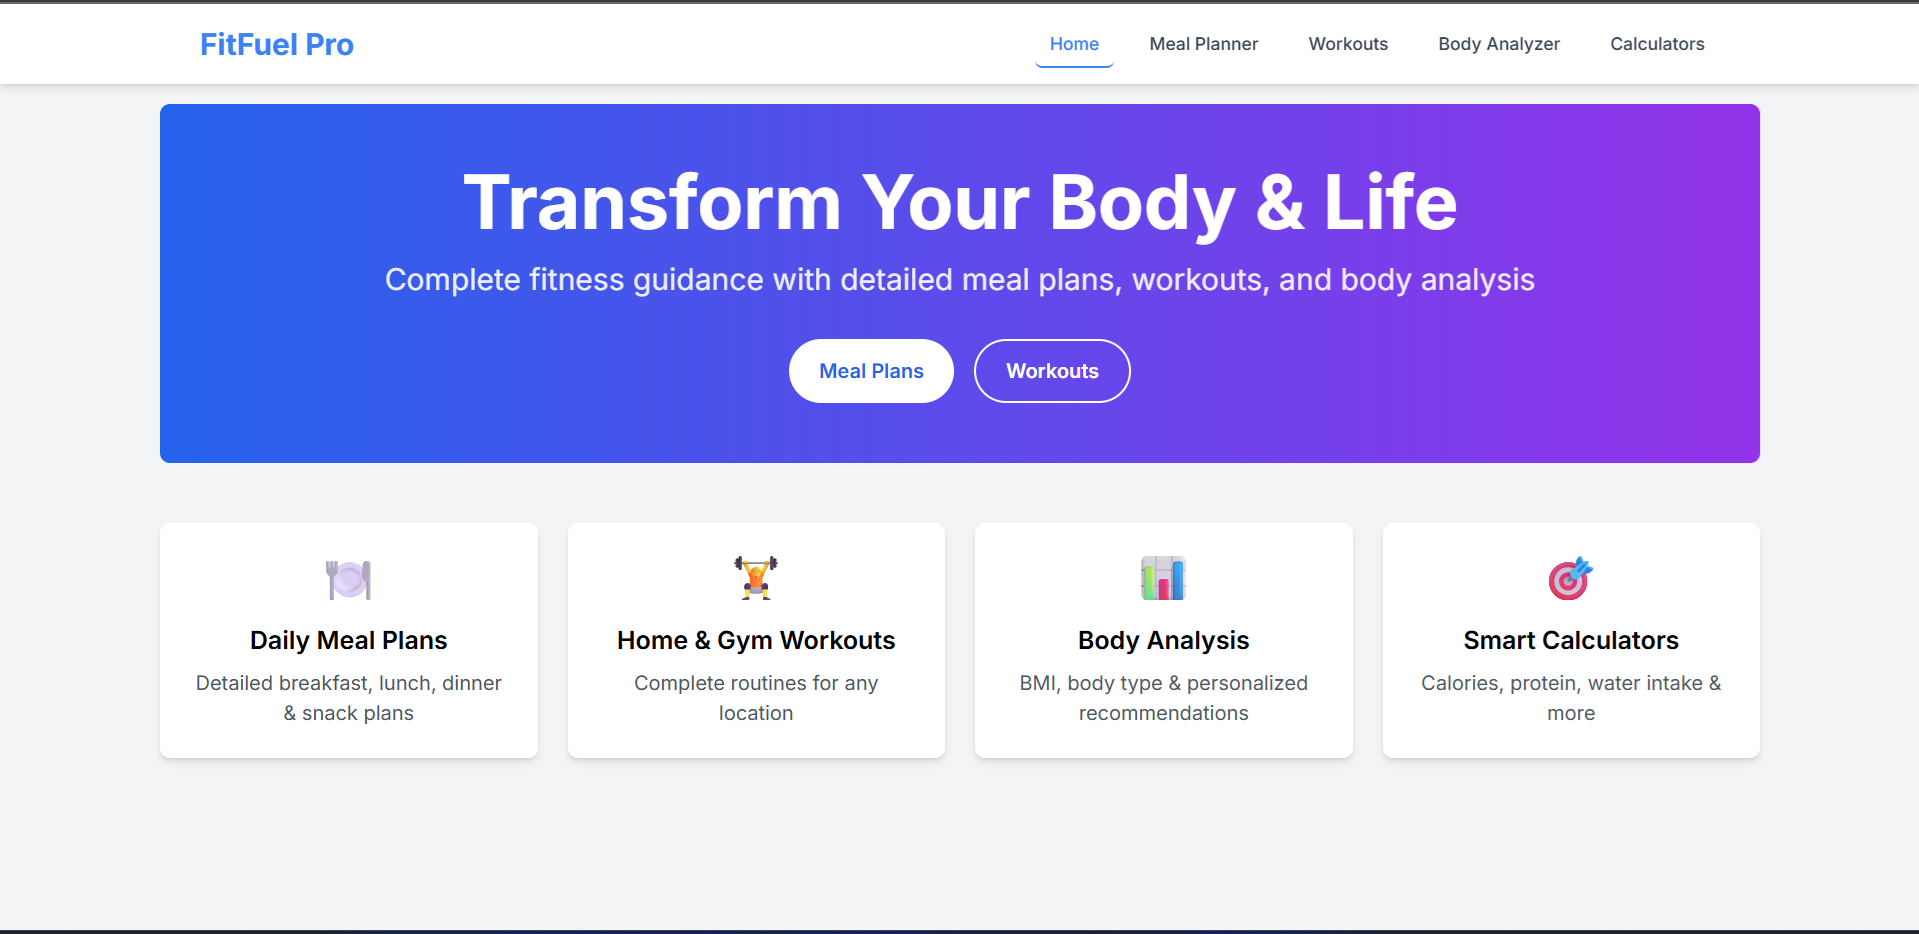 FitFuel Pro
Home
Meal Planner
Workouts
Body Analyzer
Calculators
Transform Your Body & Life
Complete fitness guidance with detailed meal plans, workouts, and body analysis
Meal Plans
Workouts
Daily Meal Plans
Detailed breakfast, lunch, dinner
& snack plans
Home & Gym Workouts
Complete routines for any
location
Body Analysis
BMI, body type & personalized
recommendations
Smart Calculators
Calories, protein, water intake &
more